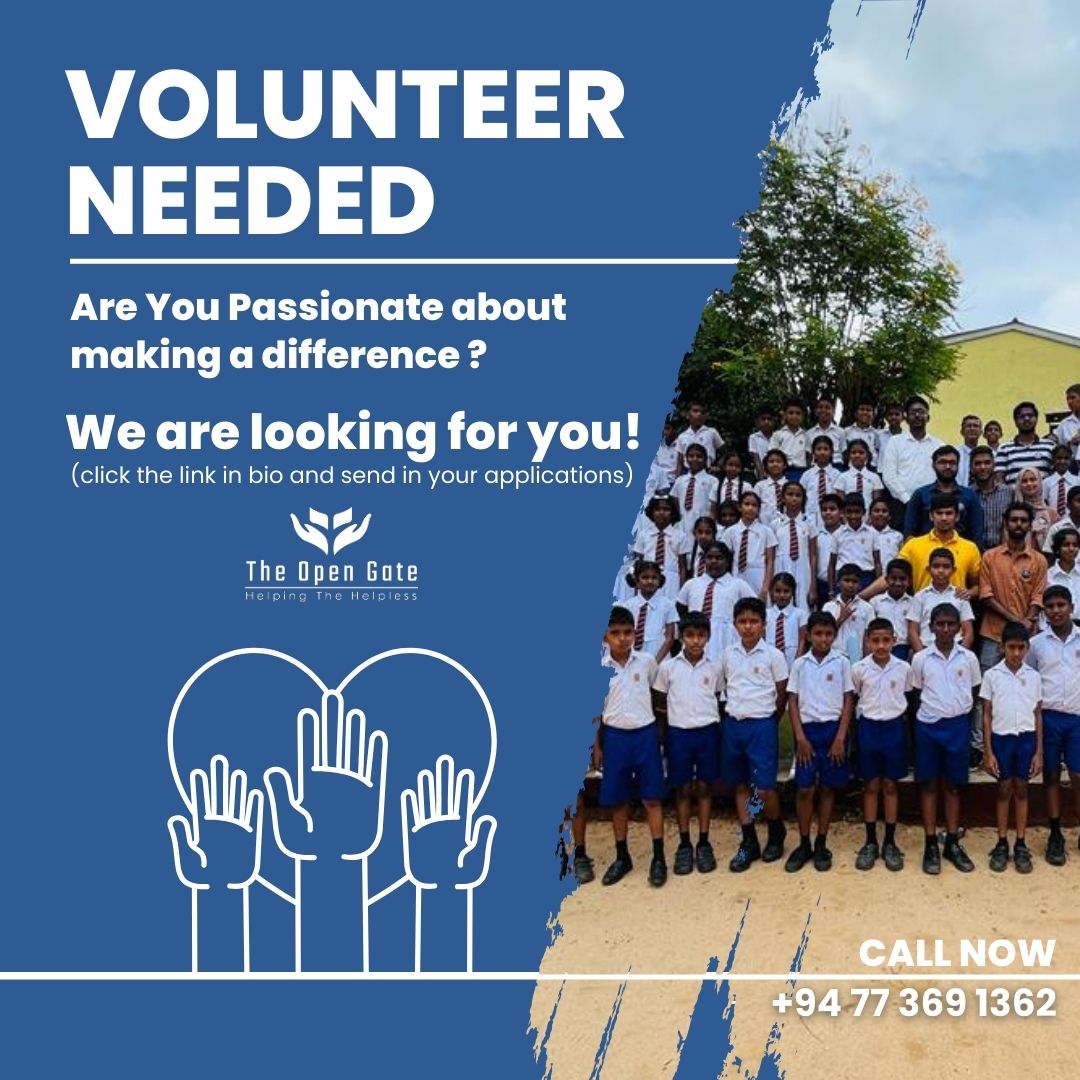 VOLUNTEER
NEEDED
Are You Passionate about
making a difference ?
We are looking for you!
(click the link in bio and send in your applications)
The Open Gate
Helping The Helpless
CALL NOW
+94 77 369 1362